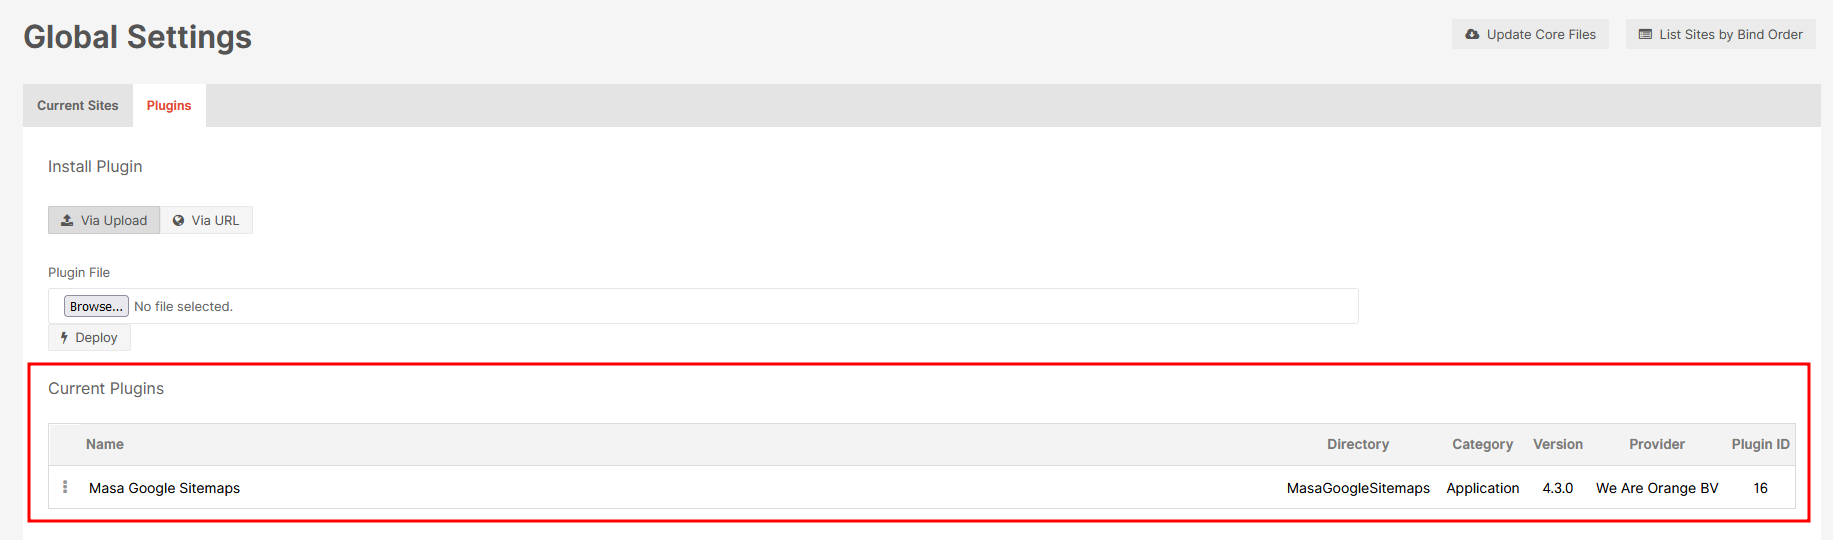 Global Settings
Update Core Files
List Sites by Bind Order
Current Sites
Plugins
Install Plugin
Via Upload
Via URL
Plugin File
Browse... No file selected.
Deploy
Current Plugins
Name Directory Category Version Provider Plugin ID
Masa Google Sitemaps MasaGoogleSitemaps Application 4.3.0 We Are Orange BV 16